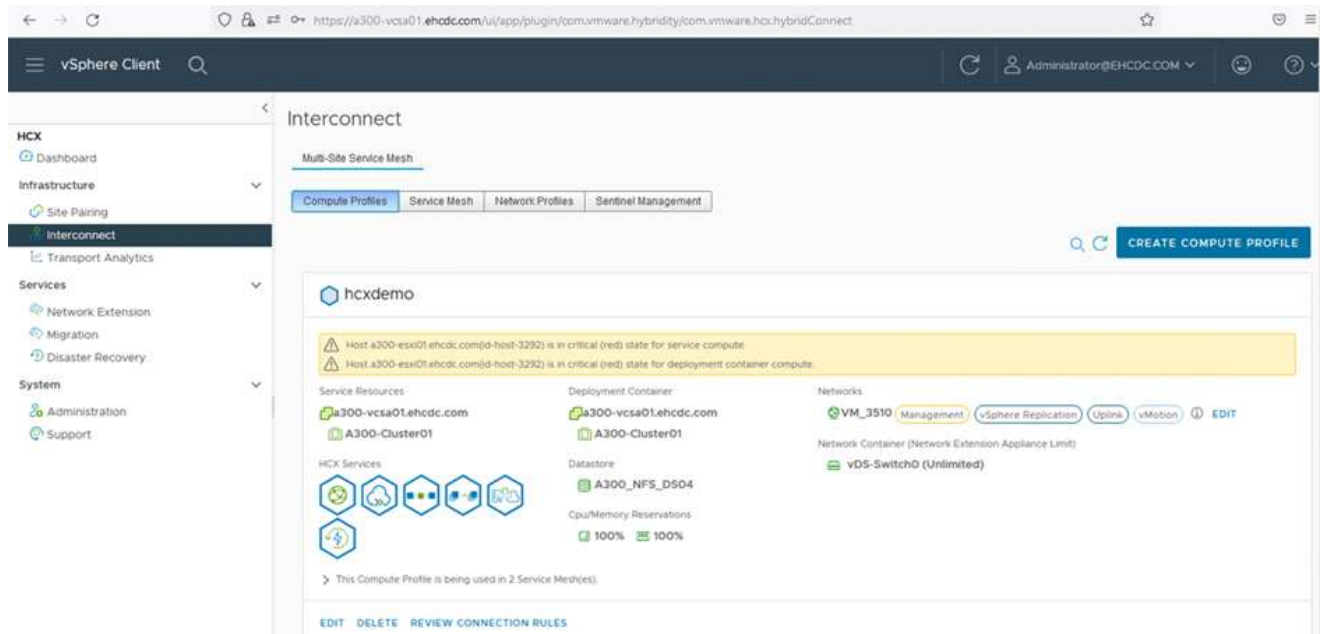 https://a300-vcsa01.ehcdc.com/ui/app/plugin/com.vmware.hybridity/com.vmware.hcx.hybridConnect
vSphere Client
Administrator@EHCDC.COM
HCX
Dashboard
Infrastructure
Site Pairing
Interconnect
Transport Analytics
Services
Network Extension
Migration
Disaster Recovery
System
Administration
Support
Interconnect
Multi-Site Service Mesh
Compute Profiles Service Mesh Network Profiles Sentinel Management
CREATE COMPUTE PROFILE
hcxdemo
Host a300-esxi01.ehcdc.com(id-host-3292) is in critical (red) state for service compute
Host a300-esxi01.ehcdc.com(id-host-3292) is in critical (red) state for deployment container compute.
Service Resources
a300-vcsa01.ehcdc.com
A300-Cluster01
HCX Services
Deployment Container
a300-vcsa01.ehcdc.com
A300-Cluster01
Datastore
A300_NFS_DS04
Cpu/Memory Reservations
100% 100%
Networks
VM_3510 Management vSphere Replication Uplink vMotion EDIT
Network Container (Network Extension Appliance Limit)
vDS-Switch0 (Unlimited)
This Compute Profile is being used in 2 Service Mesh(es).
EDIT DELETE REVIEW CONNECTION RULES